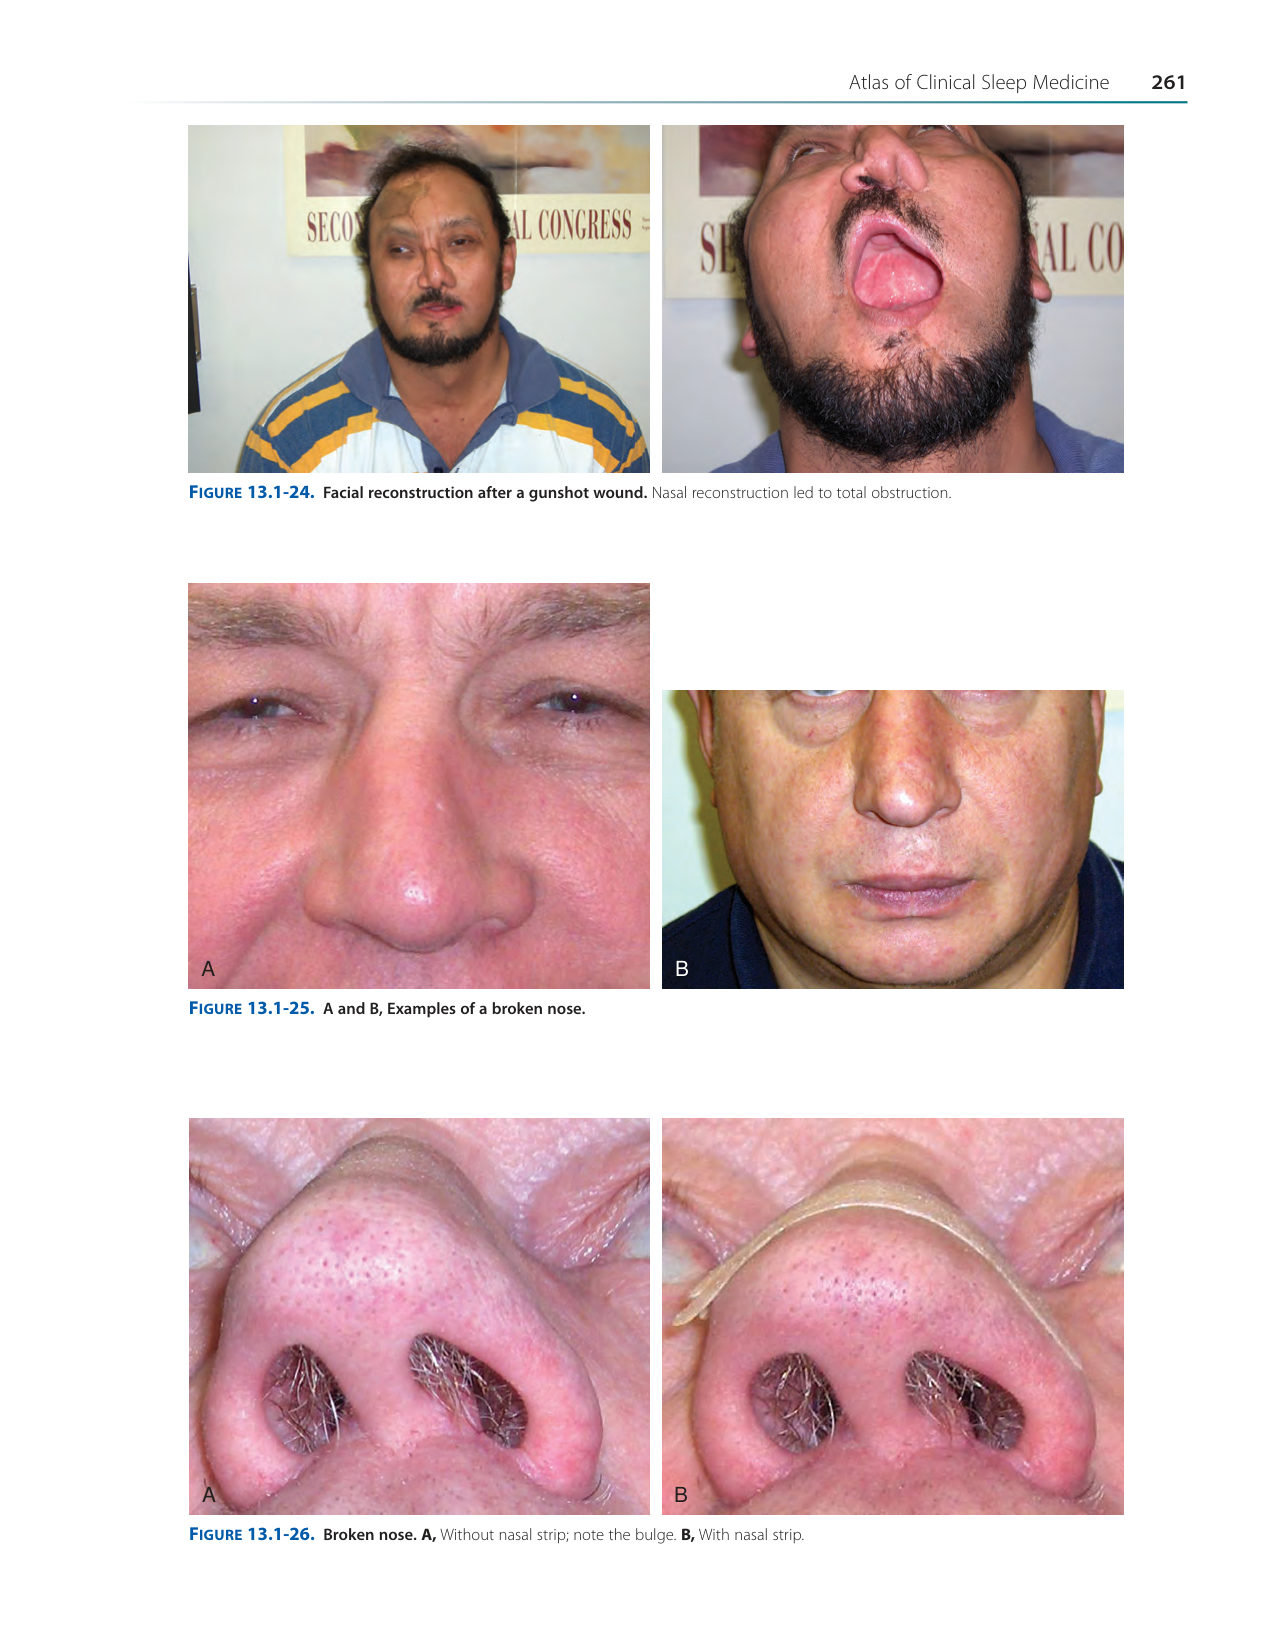 Atlas of Clinical Sleep Medicine 261
SECON AL CONGRESS
SE AL CO
FIGURE 13.1-24. Facial reconstruction after a gunshot wound. Nasal reconstruction led to total obstruction.
A
B
FIGURE 13.1-25. A and B, Examples of a broken nose.
A
B
FIGURE 13.1-26. Broken nose. A, Without nasal strip; note the bulge. B, With nasal strip.